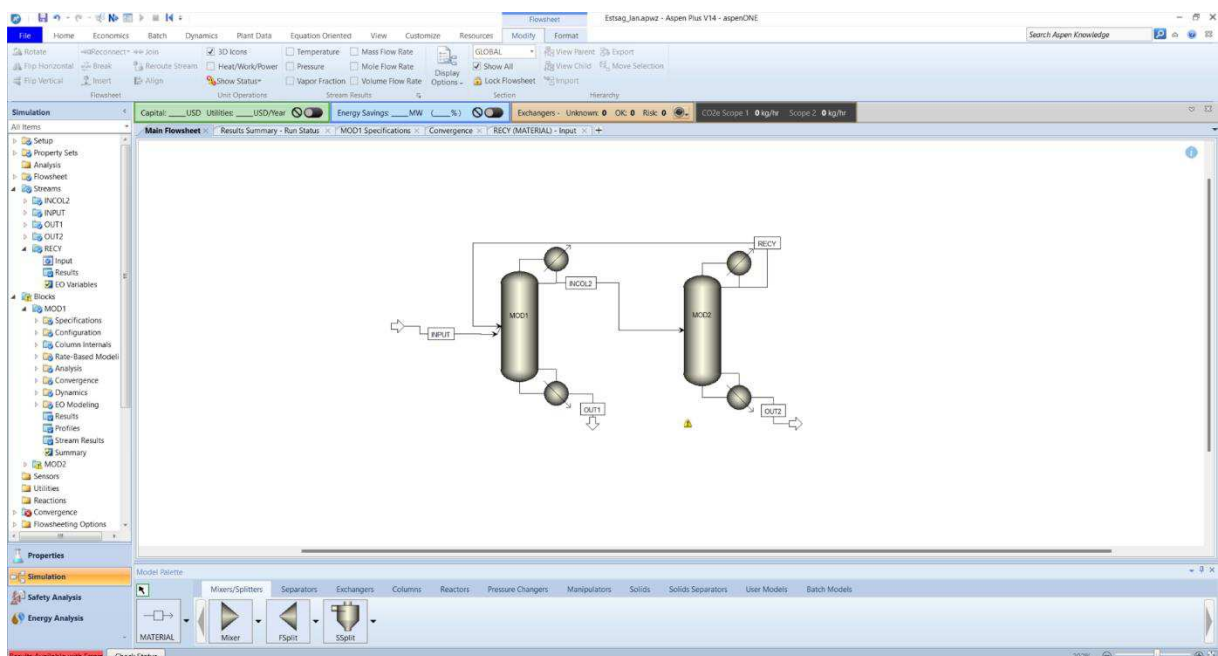 Flowsheet Estsag_Jan.apwz - Aspen Plus V14 - aspenONE
File Home Economics Batch Dynamics Plant Data Equation Oriented View Customize Resources Modify Format Search Aspen Knowledge
Rotate Reconnect Join 3D Icons Temperature Mass Flow Rate GLOBAL View Parent Export
Flip Horizontal Break Reroute Stream Heat/Work/Power Pressure Mole Flow Rate Display Show All View Child Move Selection
Flip Vertical Insert Align Show Status Vapor Fraction Volume Flow Rate Options Lock Flowsheet Import
Flowsheet Unit Operations Stream Results Section Hierarchy
Simulation Capital: ____USD Utilities: ____USD/Year Energy Savings: ____MW (____%) Exchangers - Unknown: 0 OK: 0 Risk: 0 CO2e Scope 1 0 kg/hr Scope 2 0 kg/hr
All Items Main Flowsheet Results Summary - Run Status MOD1 Specifications Convergence RECY (MATERIAL) - Input +
Setup
Property Sets
Analysis
Flowsheet
Streams
INCOL2
INPUT
OUT1
OUT2
RECY
Input
Results
EO Variables
Blocks
MOD1
Specifications
Configuration
Column Internals
Rate-Based Modeli
Analysis
Convergence
Dynamics
EO Modeling
Results
Profiles
Stream Results
Summary
MOD2
Sensors
Utilities
Reactions
Convergence
Flowsheeting Options
RECY
INCOL2
MOD1
MOD2
INPUT
OUT1
OUT2
Properties
Simulation
Safety Analysis
Energy Analysis
Model Palette
Mixers/Splitters Separators Exchangers Columns Reactors Pressure Changers Manipulators Solids Solids Separators User Models Batch Models
MATERIAL Mixer FSplit SSplit
Check Status